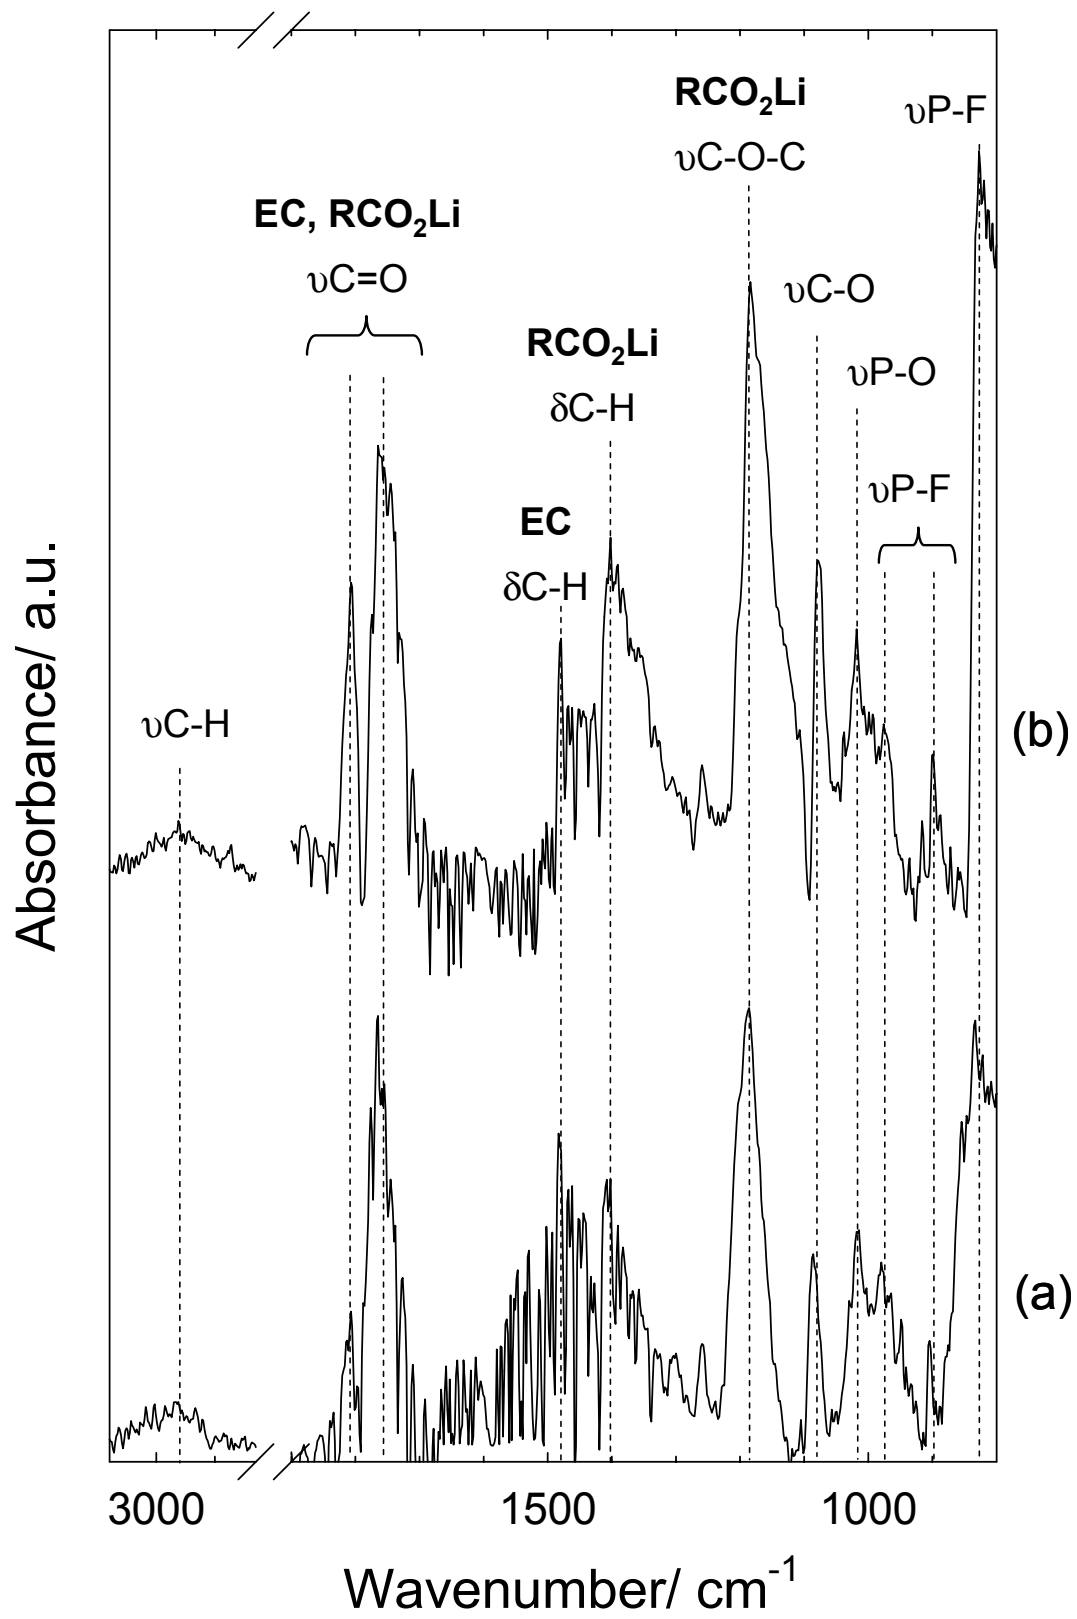 RCO₂Li
υP-F
υC-O-C
EC, RCO₂Li
υC=O
υC-O
RCO₂Li
υP-O
δC-H
υP-F
EC
δC-H
υC-H
(b)
(a)
Absorbance/ a.u.
3000 1500 1000
Wavenumber/ cm⁻¹